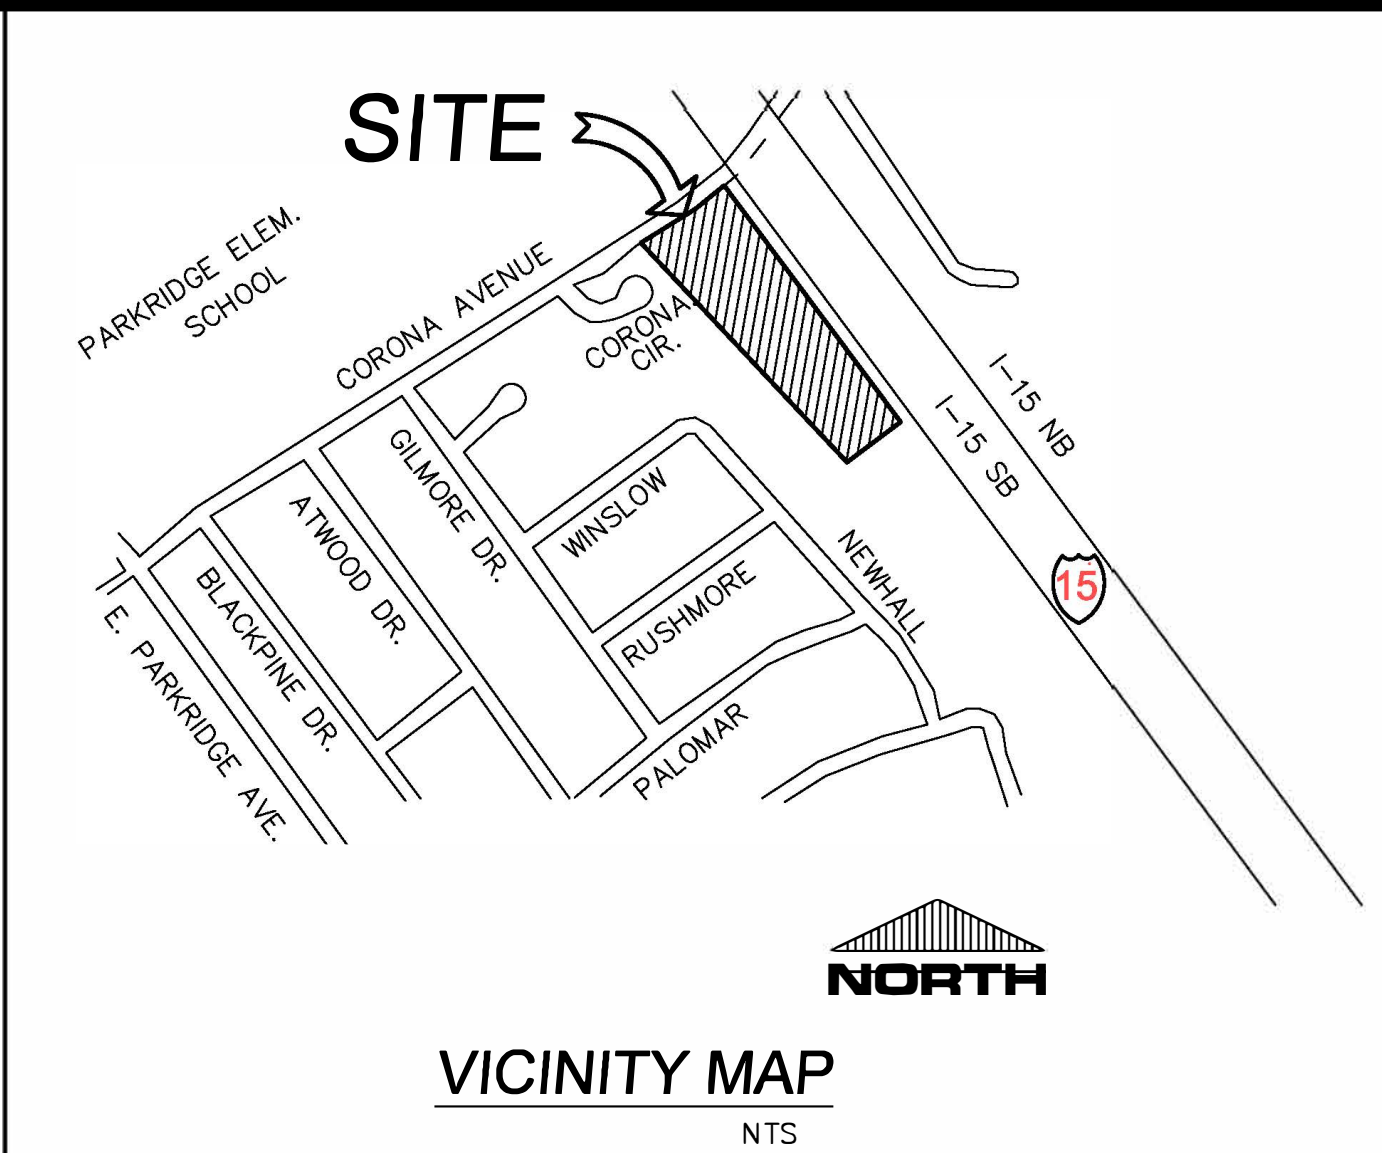 SITE
PARKRIDGE ELEM.
SCHOOL
CORONA AVENUE
CORONA
CIR.
I-15 NB
I-15 SB
GILMORE DR.
WINSLOW
ATWOOD DR.
NEWHALL
15
RUSHMORE
BLACKPINE DR.
E. PARKRIDGE AVE.
PALOMAR
NORTH
VICINITY MAP
NTS